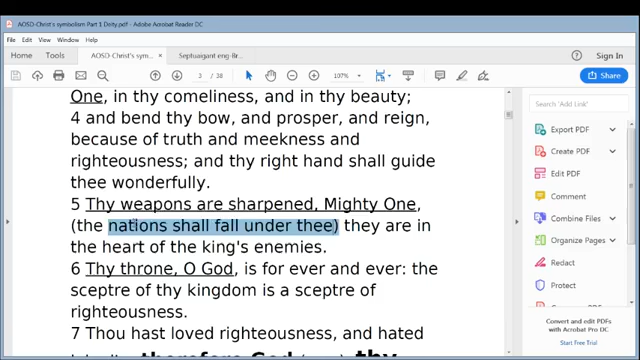 AOSD-Christ's symbolism Part 1 Deity.pdf - Adobe Acrobat Reader DC
File Edit View Window Help
Home Tools AOSD-Christ's sym... × Septuaigant eng-Br... Sign In
3 / 38 107% Share
One, in thy comeliness, and in thy beauty;
4 and bend thy bow, and prosper, and reign,
because of truth and meekness and
righteousness; and thy right hand shall guide
thee wonderfully.
5 Thy weapons are sharpened, Mighty One,
(the nations shall fall under thee) they are in
the heart of the king's enemies.
6 Thy throne, O God, is for ever and ever: the
sceptre of thy kingdom is a sceptre of
righteousness.
7 Thou hast loved righteousness, and hated
therefore God thy
Search...
Export PDF
Create PDF
Edit PDF
Comment
Combine Files
Organize Pages
Redact
Protect
Convert and edit PDFs
with Acrobat Pro DC
Start Free Trial